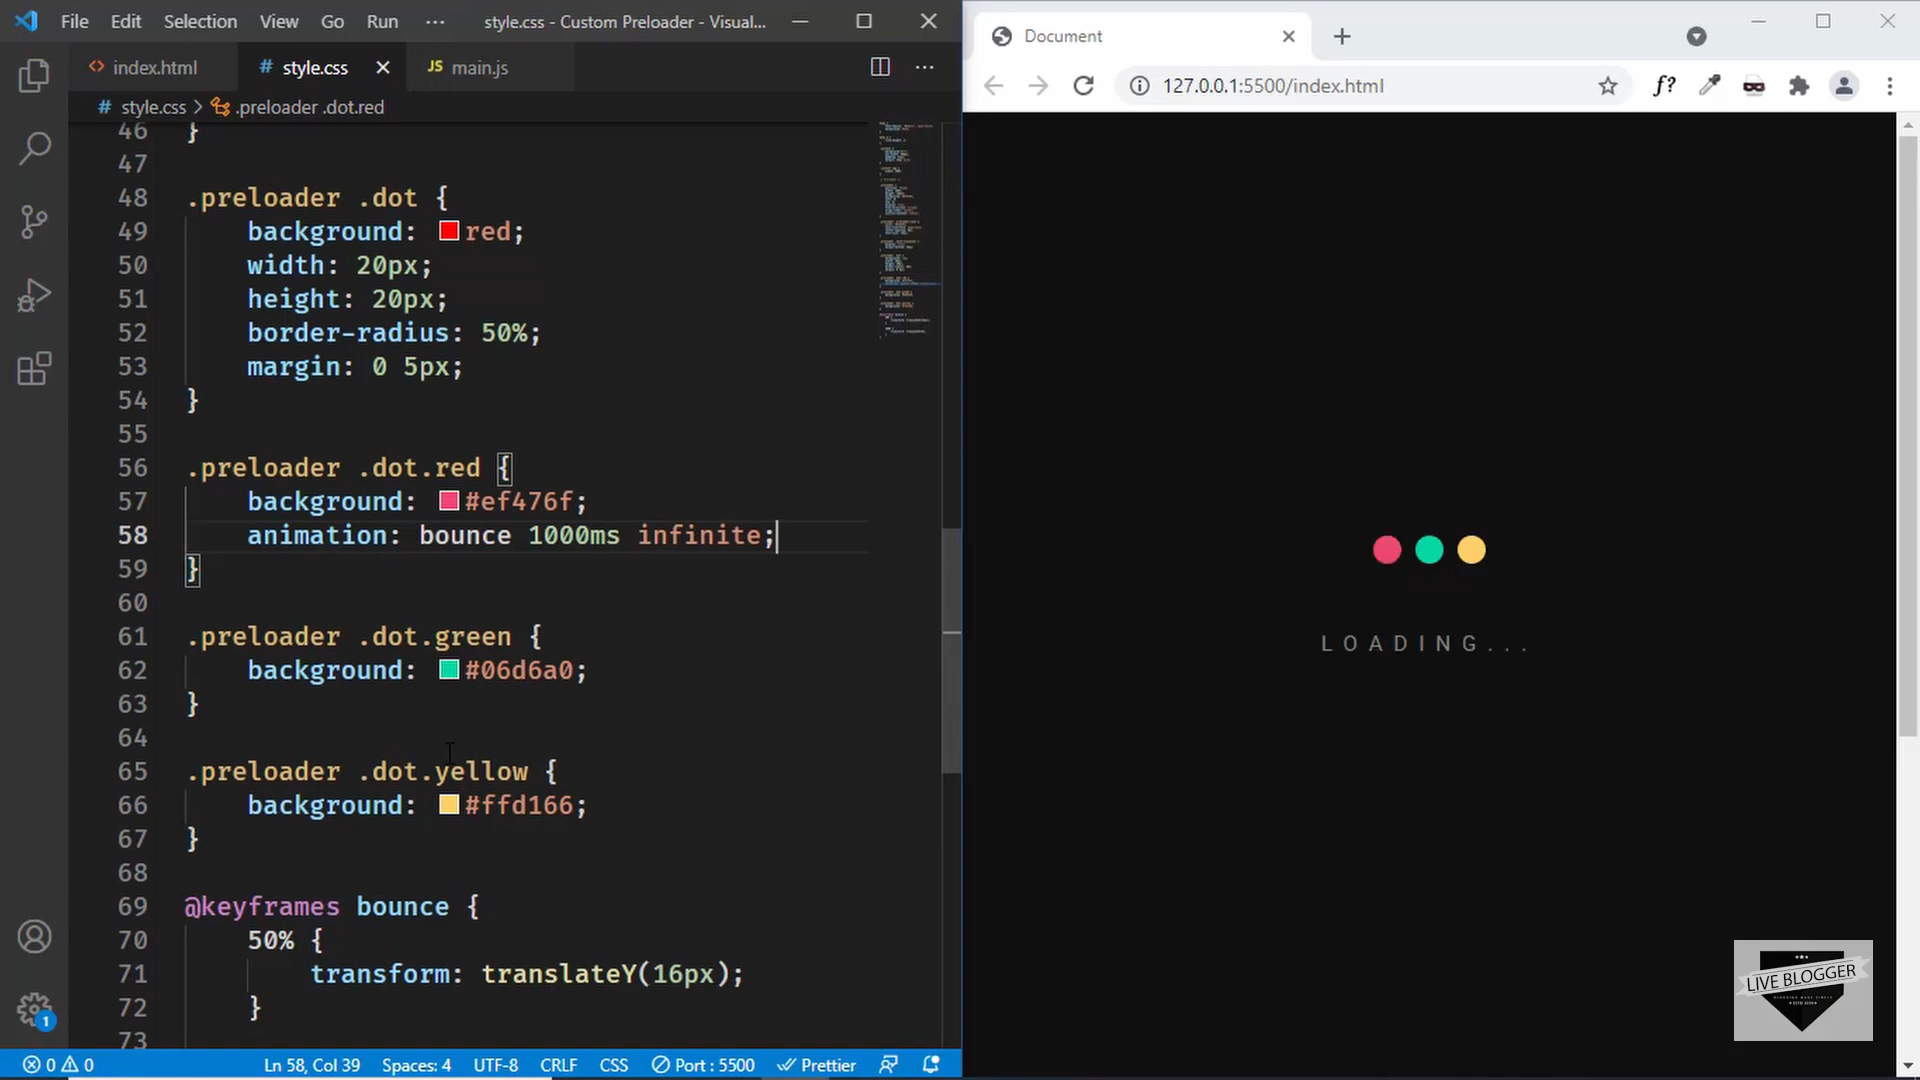 File Edit Selection View Go Run ··· style.css - Custom Preloader - Visual...
index.html # style.css JS main.js
# style.css > .preloader .dot.red
46 }
47
48 .preloader .dot {
49 background: red;
50 width: 20px;
51 height: 20px;
52 border-radius: 50%;
53 margin: 0 5px;
54 }
55
56 .preloader .dot.red {
57 background: #ef476f;
58 animation: bounce 1000ms infinite;
59 }
60
61 .preloader .dot.green {
62 background: #06d6a0;
63 }
64
65 .preloader .dot.yellow {
66 background: #ffd166;
67 }
68
69 @keyframes bounce {
70 50% {
71 transform: translateY(16px);
72 }
73
1
0 0 Ln 58, Col 39 Spaces: 4 UTF-8 CRLF CSS Port : 5500 Prettier
Document
127.0.0.1:5500/index.html f?
LOADING...
LIVE BLOGGER